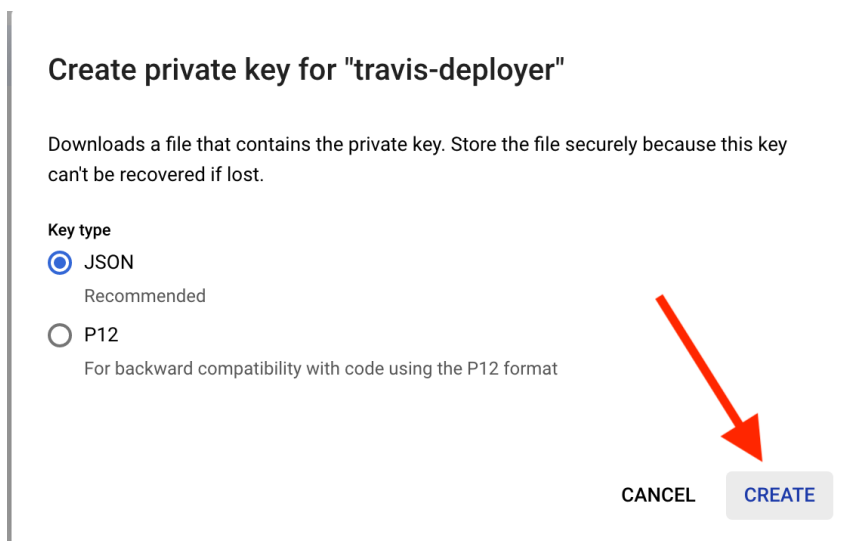 Create private key for "travis-deployer"
Downloads a file that contains the private key. Store the file securely because this key
can't be recovered if lost.
Key type
JSON
Recommended
P12
For backward compatibility with code using the P12 format
CANCEL CREATE